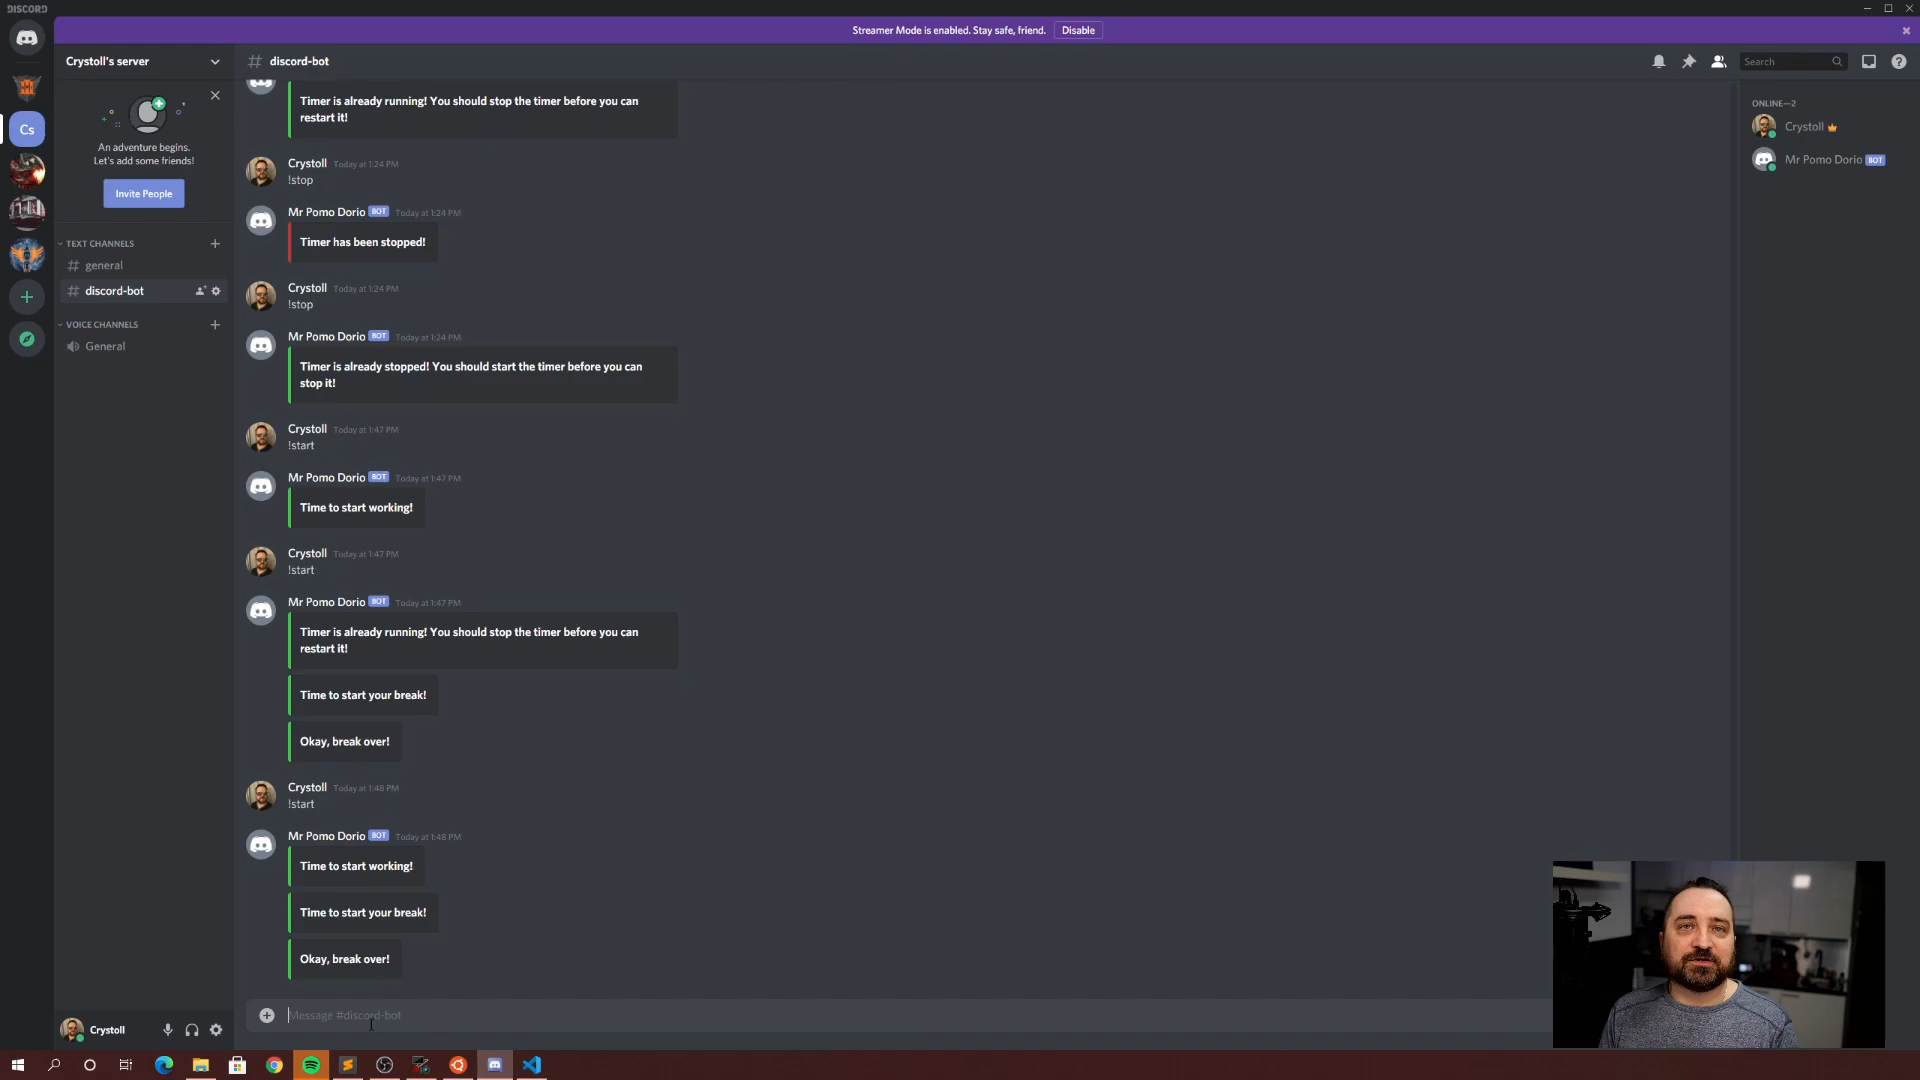 DISCORD
Streamer Mode is enabled. Stay safe, friend.
Disable
Crystoll's server
discord-bot
Search
An adventure begins.
Let's add some friends!
Invite People
TEXT CHANNELS
general
discord-bot
VOICE CHANNELS
General
Cs
Timer is already running! You should stop the timer before you can
restart it!
Crystoll Today at 1:24 PM
!stop
Mr Pomo Dorio BOT Today at 1:24 PM
Timer has been stopped!
Crystoll Today at 1:24 PM
!stop
Mr Pomo Dorio BOT Today at 1:24 PM
Timer is already stopped! You should start the timer before you can
stop it!
Crystoll Today at 1:47 PM
!start
Mr Pomo Dorio BOT Today at 1:47 PM
Time to start working!
Crystoll Today at 1:47 PM
!start
Mr Pomo Dorio BOT Today at 1:47 PM
Timer is already running! You should stop the timer before you can
restart it!
Time to start your break!
Okay, break over!
Crystoll Today at 1:48 PM
!start
Mr Pomo Dorio BOT Today at 1:48 PM
Time to start working!
Time to start your break!
Okay, break over!
Message #discord-bot
ONLINE—2
Crystoll
Mr Pomo Dorio BOT
Crystoll